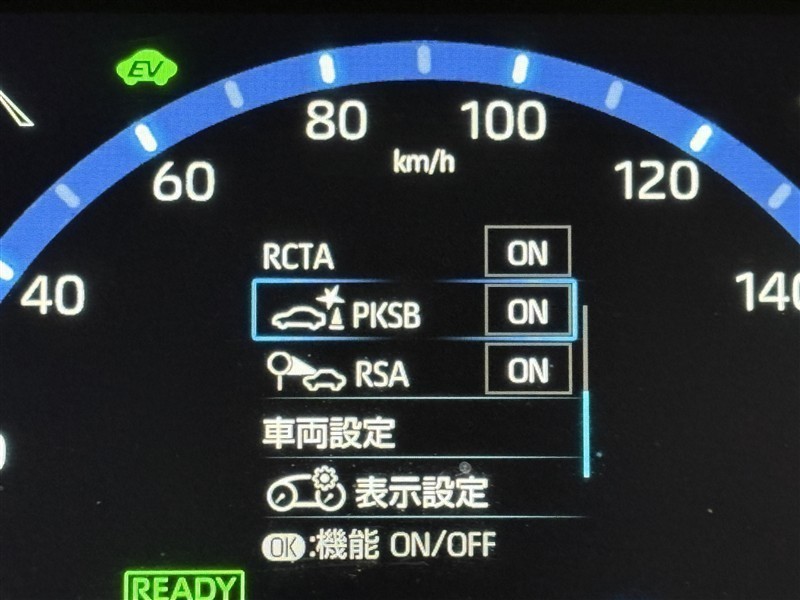 EV
80
100
km/h
60
120
40
140
RCTA ON
PKSB ON
RSA ON
車両設定
表示設定
OK:機能 ON/OFF
READY